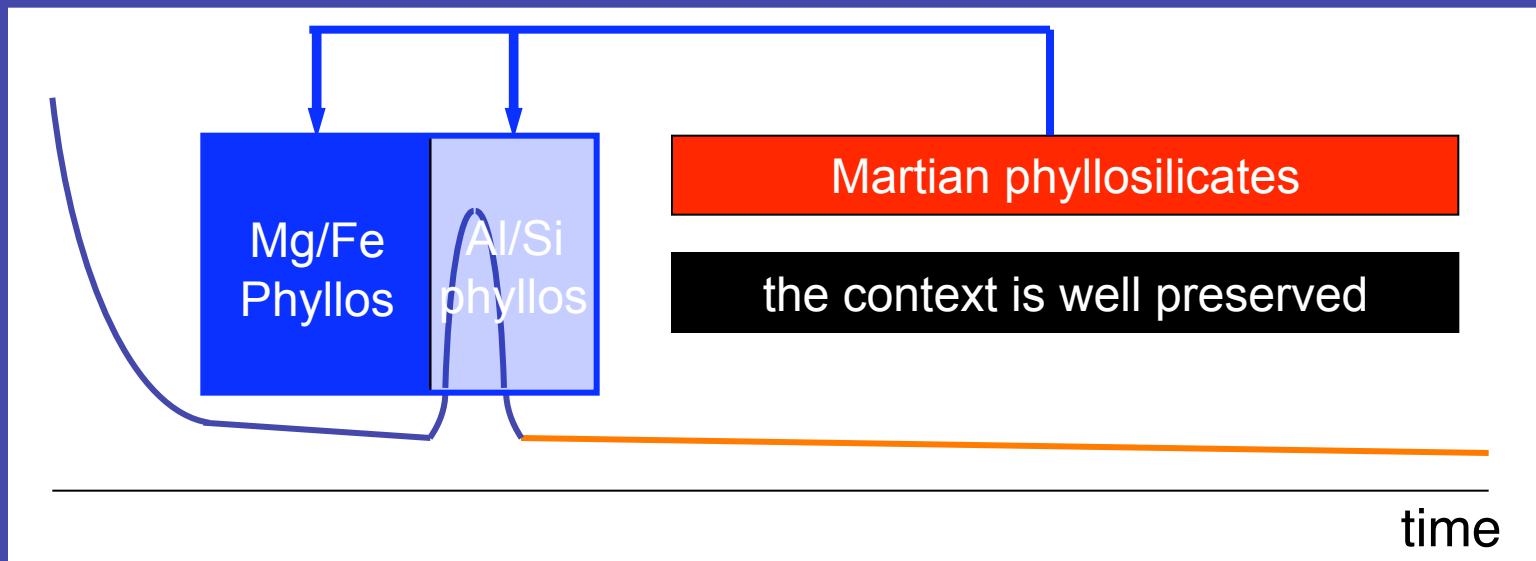 Mg/Fe
Phyllos
Al/Si
phyllos
Martian phyllosilicates
the context is well preserved
time